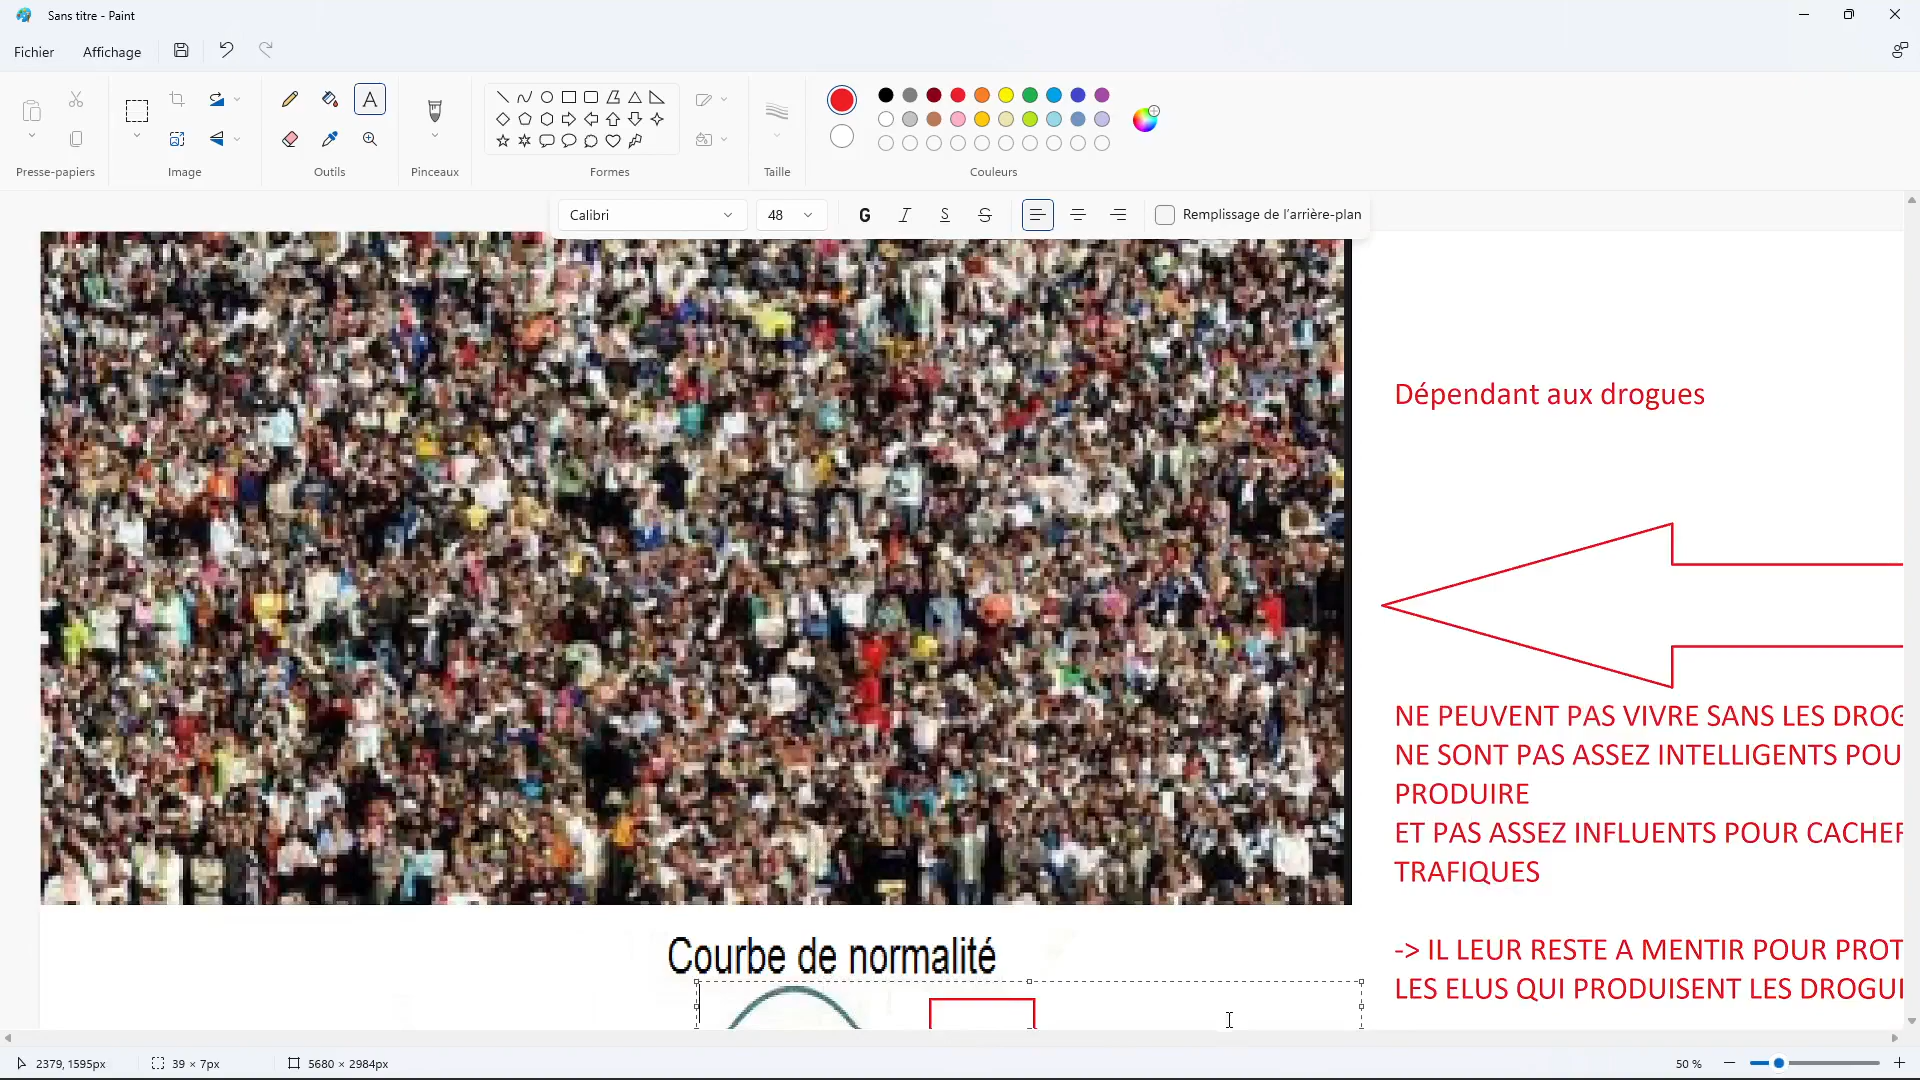 Sans titre - Paint
Fichier
Affichage
Presse-papiers
Image
Outils
Pinceaux
Formes
Taille
Couleurs
Calibri
48
G
Remplissage de l'arrière-plan
Dépendant aux drogues
NE PEUVENT PAS VIVRE SANS LES DROG
NE SONT PAS ASSEZ INTELLIGENTS POU
PRODUIRE
ET PAS ASSEZ INFLUENTS POUR CACHER
TRAFIQUES
-> IL LEUR RESTE A MENTIR POUR PROT
LES ELUS QUI PRODUISENT LES DROGU
Courbe de normalité
2379, 1595px
39 × 7px
5680 × 2984px
50 %